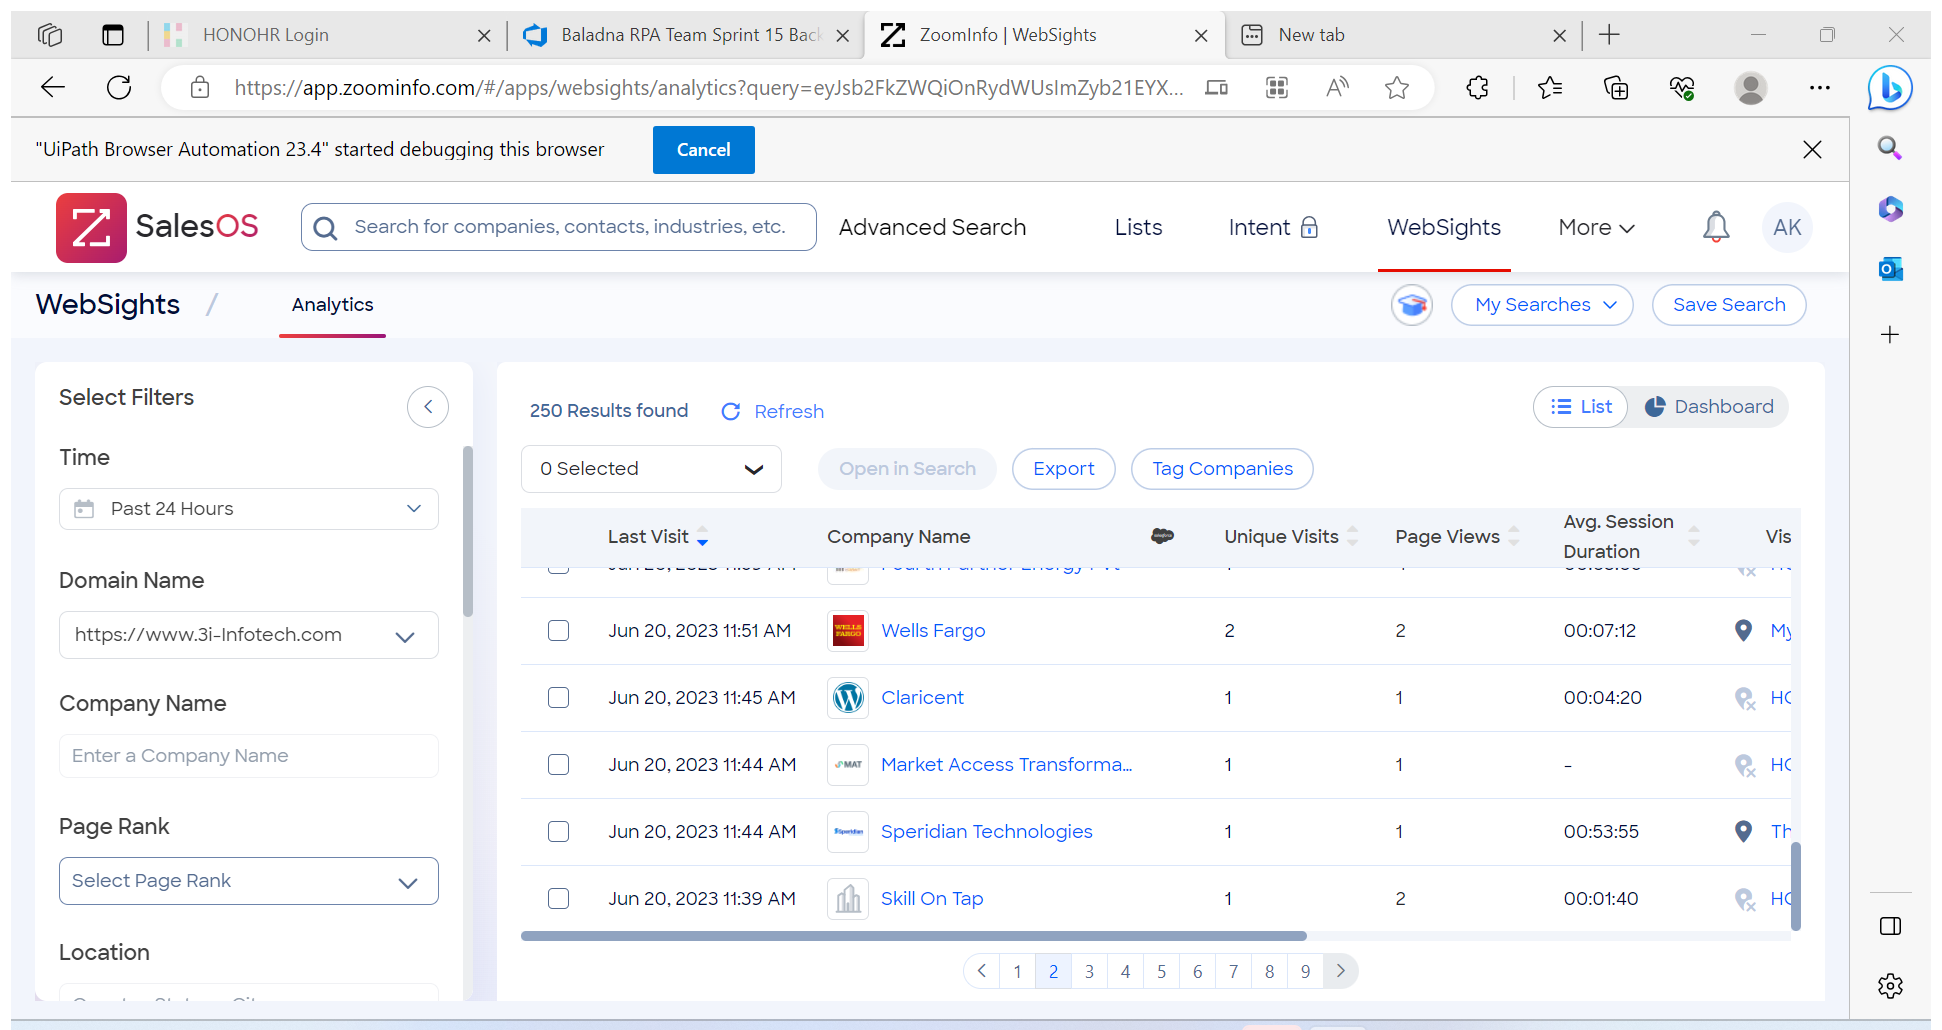 HONOHR Login
Baladna RPA Team Sprint 15 Back
ZoomInfo | WebSights
New tab
https://app.zoominfo.com/#/apps/websights/analytics?query=eyJsb2FkZWQiOnRydWUsImZyb21EYX...
"UiPath Browser Automation 23.4" started debugging this browser
Cancel
SalesOS
Search for companies, contacts, industries, etc.
Advanced Search
Lists
Intent
WebSights
More
AK
WebSights /
Analytics
My Searches
Save Search
Select Filters
Time
Past 24 Hours
Domain Name
https://www.3i-Infotech.com
Company Name
Enter a Company Name
Page Rank
Select Page Rank
Location
250 Results found
Refresh
List
Dashboard
0 Selected
Open in Search
Export
Tag Companies
Last Visit Company Name Unique Visits Page Views Avg. Session Duration Vis
Jun 20, 2023 11:51 AM WELLS FARGO Wells Fargo 2 2 00:07:12 My
Jun 20, 2023 11:45 AM Claricent 1 1 00:04:20 HO
Jun 20, 2023 11:44 AM MAT Market Access Transforma... 1 1 - HO
Jun 20, 2023 11:44 AM Speridian Speridian Technologies 1 1 00:53:55 Th
Jun 20, 2023 11:39 AM Skill On Tap 1 2 00:01:40 HO
1 2 3 4 5 6 7 8 9